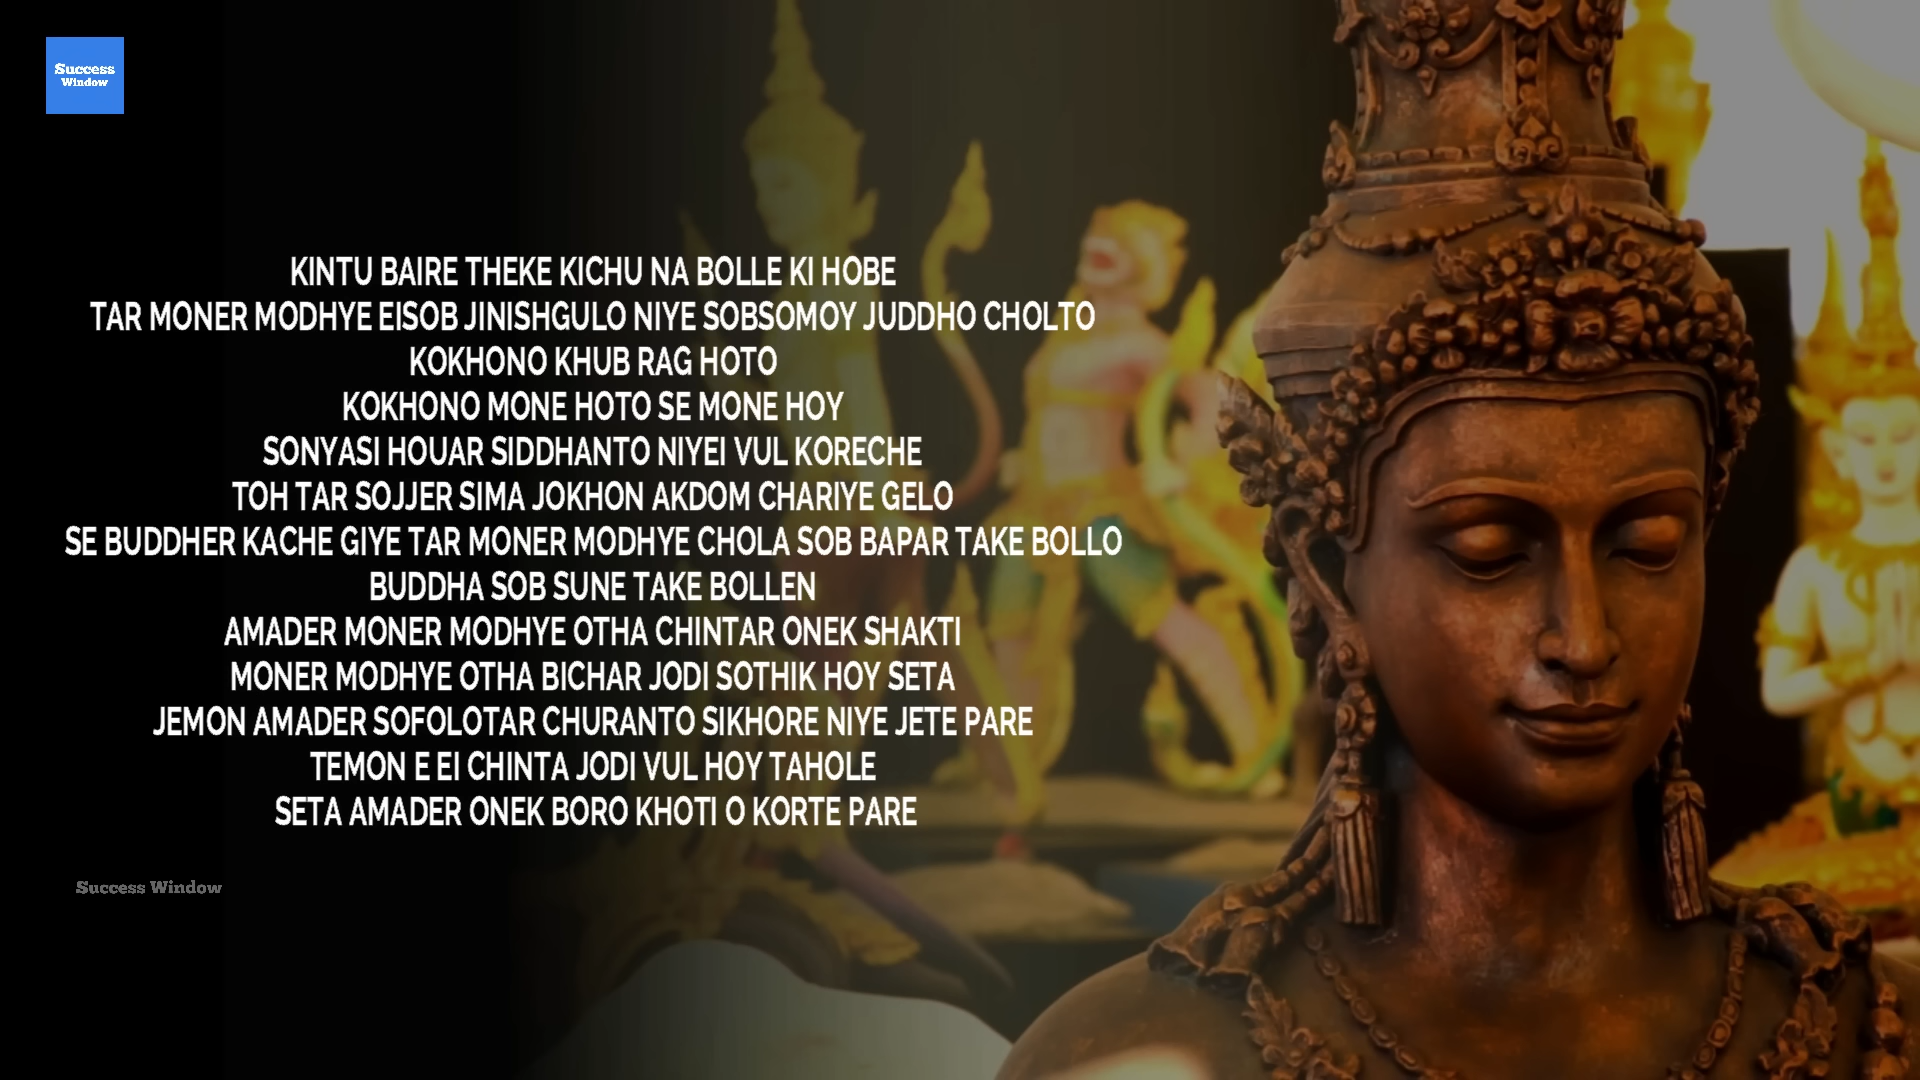 Success
Window
KINTU BAIRE THEKE KICHU NA BOLLE KI HOBE
TAR MONER MODHYE EISOB JINISHGULO NIYE SOBSOMOY JUDDHO CHOLTO
KOKHONO KHUB RAG HOTO
KOKHONO MONE HOTO SE MONE HOY
SONYASI HOUAR SIDDHANTO NIYEI VUL KORECHE
TOH TAR SOJJER SIMA JOKHON AKDOM CHARIYE GELO
SE BUDDHER KACHE GIYE TAR MONER MODHYE CHOLA SOB BAPAR TAKE BOLLO
BUDDHA SOB SUNE TAKE BOLLEN
AMADER MONER MODHYE OTHA CHINTAR ONEK SHAKTI
MONER MODHYE OTHA BICHAR JODI SOTHIK HOY SETA
JEMON AMADER SOFOLOTAR CHURANTO SIKHORE NIYE JETE PARE
TEMON E EI CHINTA JODI VUL HOY TAHOLE
SETA AMADER ONEK BORO KHOTI O KORTE PARE
Success Window